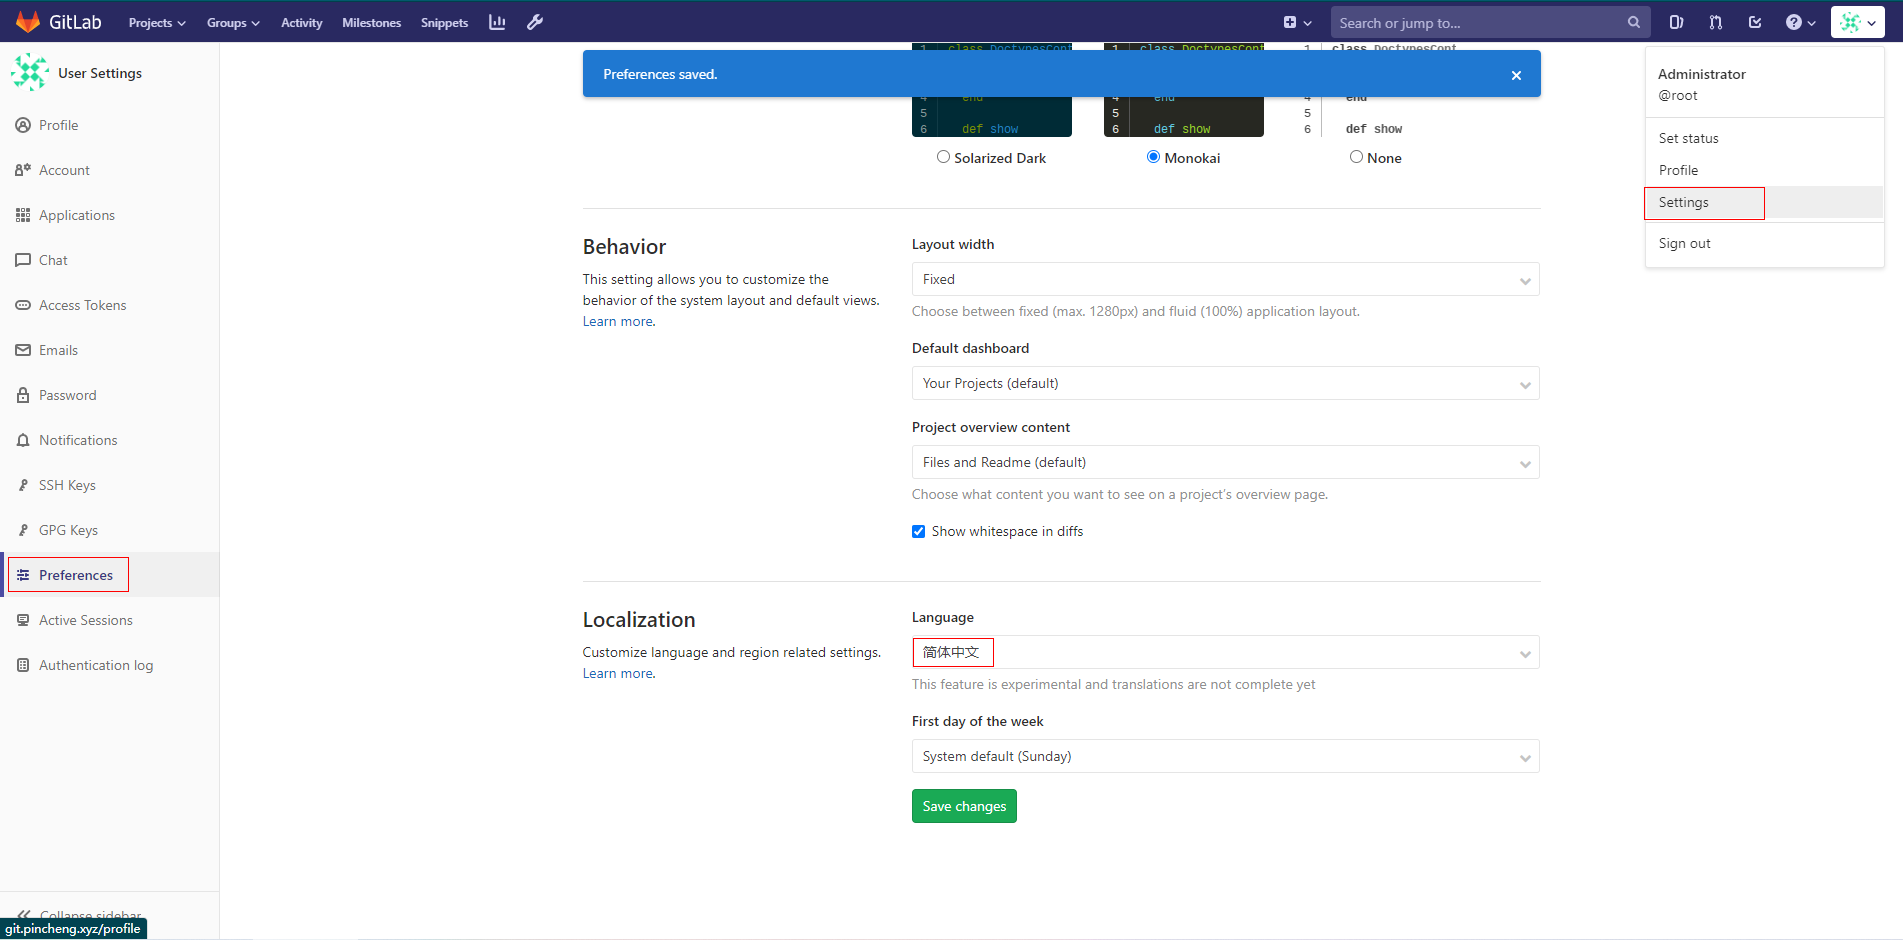 GitLab
Projects
Groups
Activity
Milestones
Snippets
Search or jump to...
User Settings
Profile
Account
Applications
Chat
Access Tokens
Emails
Password
Notifications
SSH Keys
GPG Keys
Preferences
Active Sessions
Authentication log
Collapse sidebar
git.pincheng.xyz/profile
1 class DoctypesCont
1 class DoctypesCont
1 class DoctypesCont
Preferences saved.
4 end
5
6 def show
4 end
5
6 def show
4 end
5
6 def show
Solarized Dark
Monokai
None
Behavior
This setting allows you to customize the
behavior of the system layout and default views.
Learn more.
Layout width
Fixed
Choose between fixed (max. 1280px) and fluid (100%) application layout.
Default dashboard
Your Projects (default)
Project overview content
Files and Readme (default)
Choose what content you want to see on a project's overview page.
Show whitespace in diffs
Localization
Customize language and region related settings.
Learn more.
Language
简体中文
This feature is experimental and translations are not complete yet
First day of the week
System default (Sunday)
Save changes
Administrator
@root
Set status
Profile
Settings
Sign out